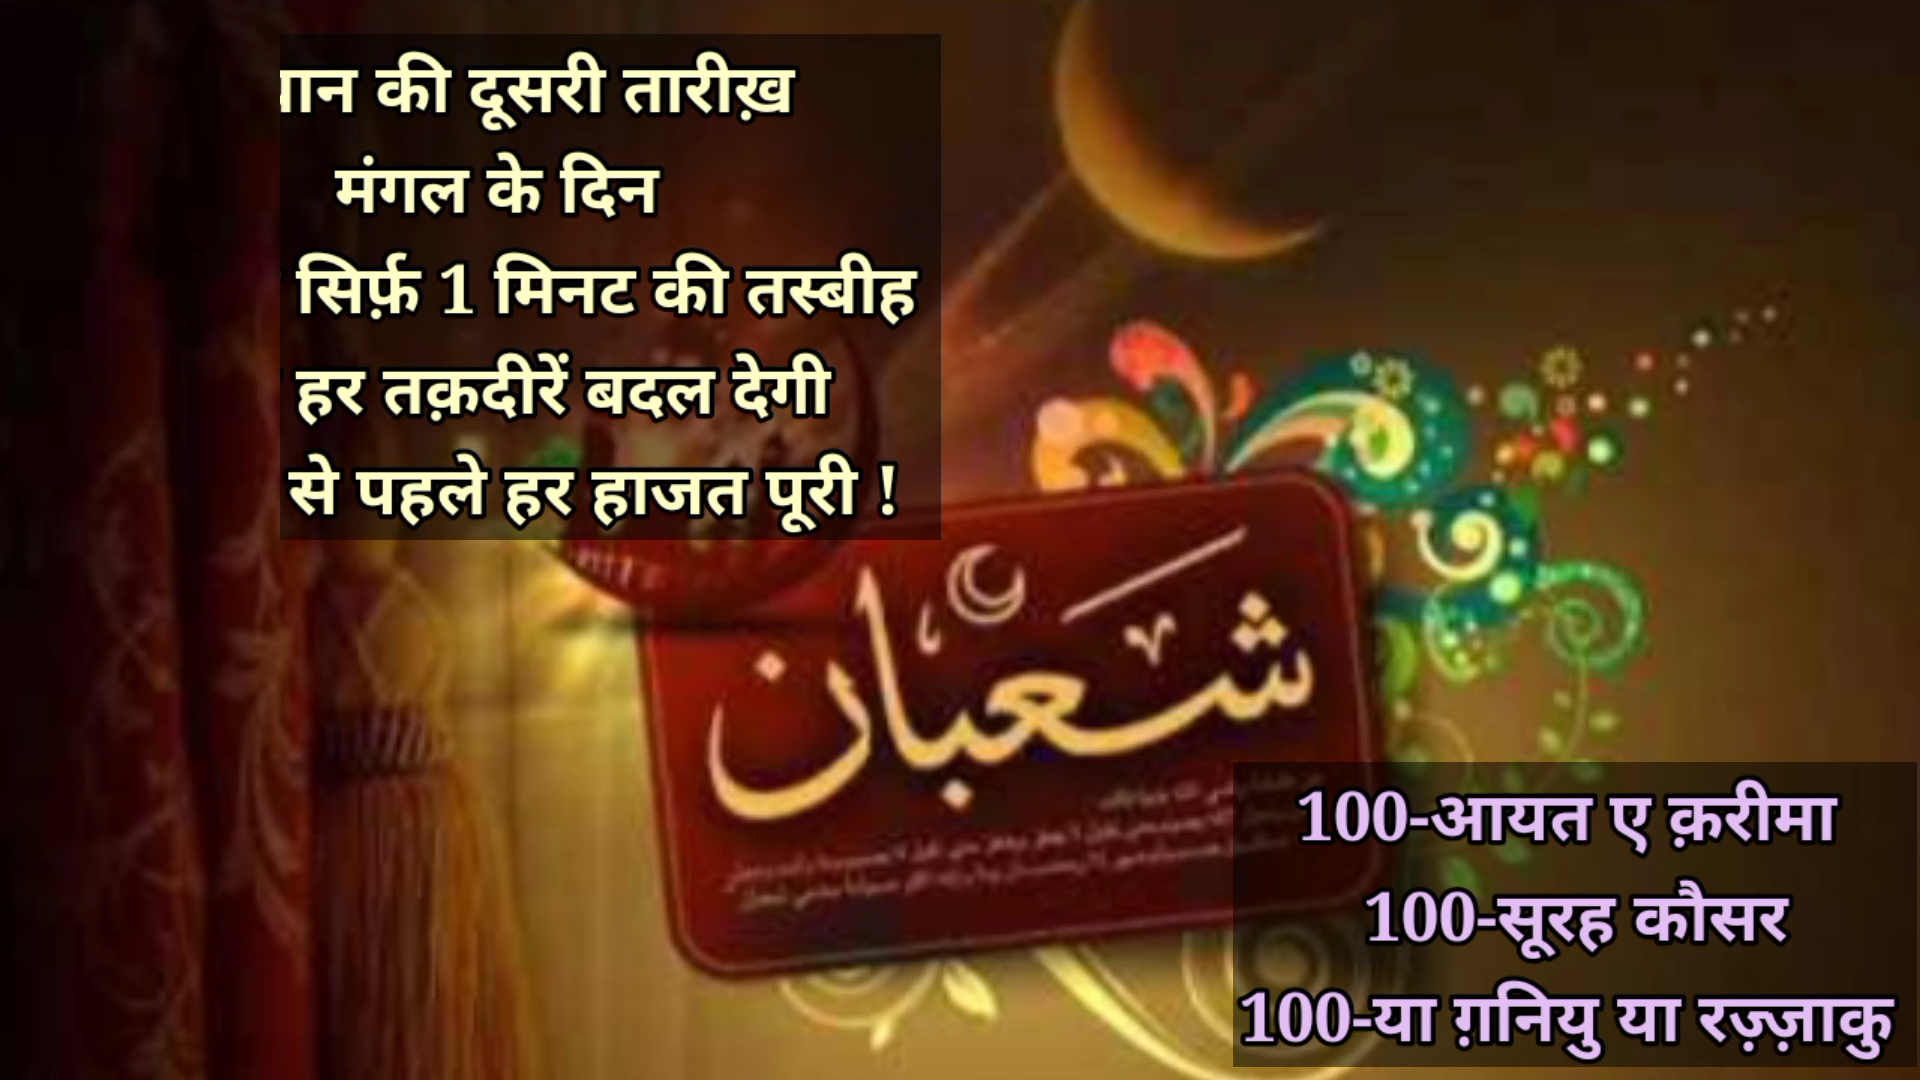 की दूसरी तारीख़
मंगल के दिन
सिर्फ़ 1 मिनट की तस्बीह
हर तक़दीरें बदल देगी
से पहले हर हाजत पूरी !
شعبان
100-आयत ए क़रीमा
100-सूरह कौसर
100-या ग़नियु या रज़्ज़ाकु